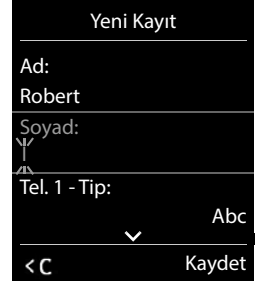 Yeni Kayıt
Ad:
Robert
Soyad:
Tel. 1 - Tip:
Abc
<C Kaydet